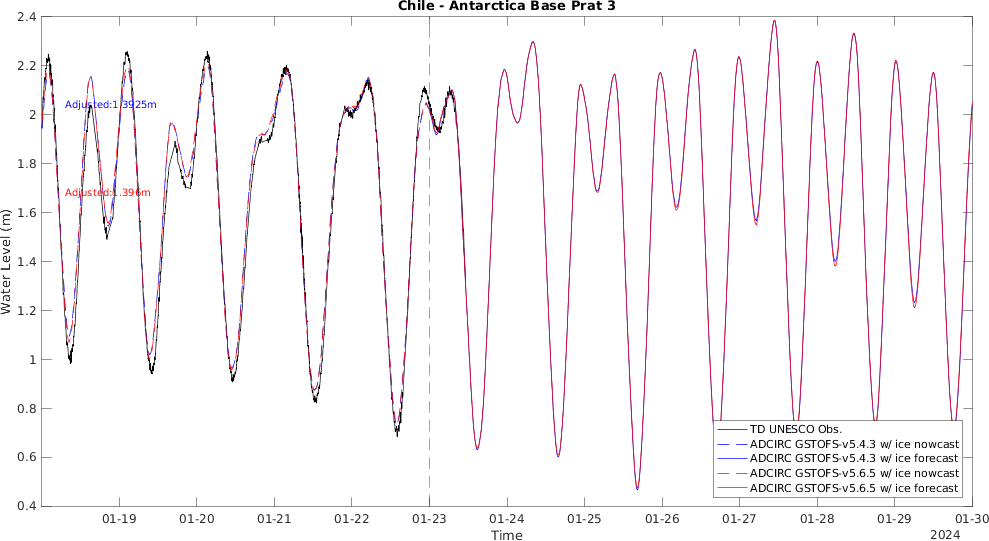 Chile - Antarctica Base Prat 3
2.4
2.2
2
1.8
1.6
1.4
1.2
1
0.8
0.6
0.4
Water Level (m)
Adjusted:1.3925m
Adjusted:1.396m
TD UNESCO Obs.
ADCIRC GSTOFS-v5.4.3 w/ ice nowcast
ADCIRC GSTOFS-v5.4.3 w/ ice forecast
ADCIRC GSTOFS-v5.6.5 w/ ice nowcast
ADCIRC GSTOFS-v5.6.5 w/ ice forecast
01-19 01-20 01-21 01-22 01-23 01-24 01-25 01-26 01-27 01-28 01-29 01-30
Time
2024